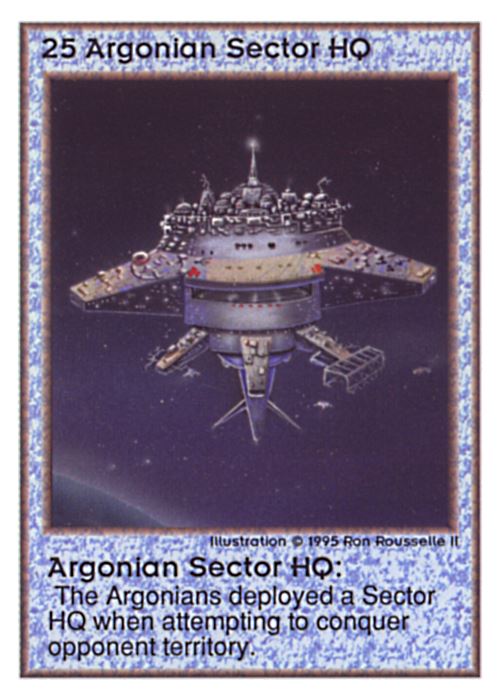 25 Argonian Sector HQ
Illustration © 1995 Ron Rousselle II
Argonian Sector HQ:
The Argonians deployed a Sector
HQ when attempting to conquer
opponent territory.